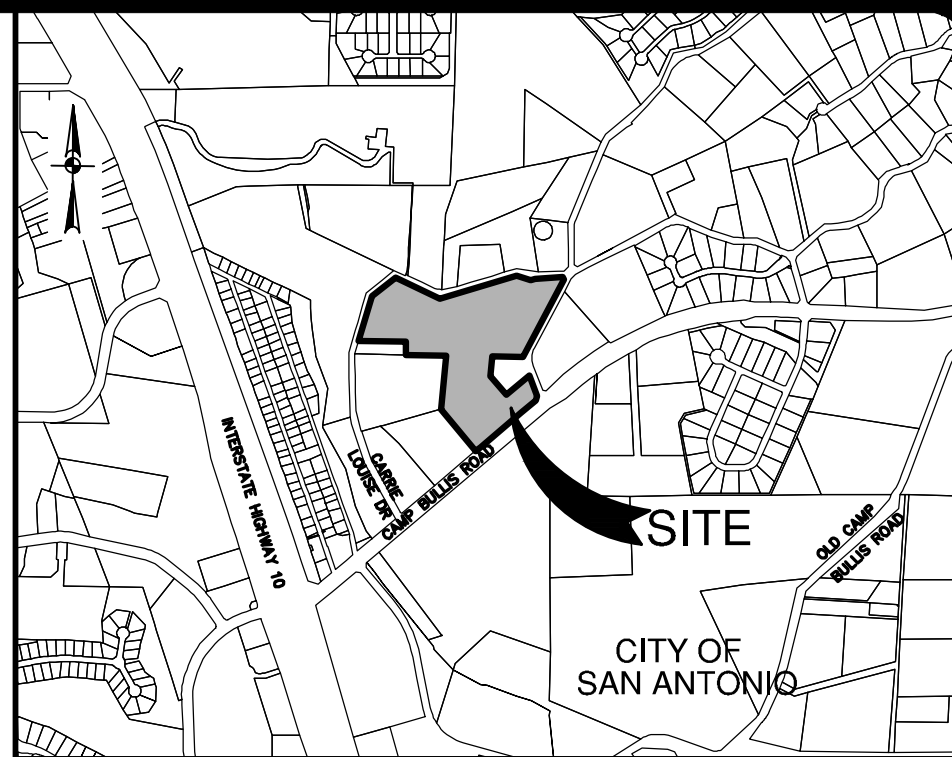 INTERSTATE HIGHWAY 10
CARRIE
LOUISE DR
CAMP BULLIS ROAD
SITE
OLD CAMP
BULLIS ROAD
CITY OF
SAN ANTONIO